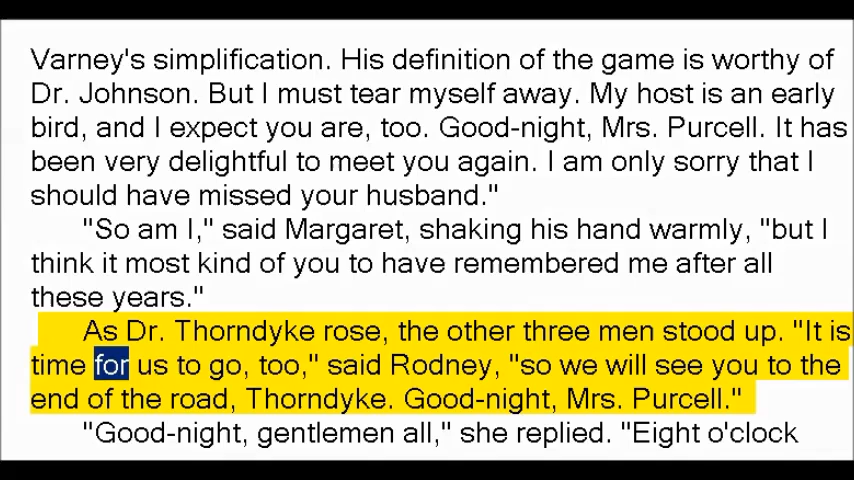 Varney's simplification. His definition of the game is worthy of
Dr. Johnson. But I must tear myself away. My host is an early
bird, and I expect you are, too. Good-night, Mrs. Purcell. It has
been very delightful to meet you again. I am only sorry that I
should have missed your husband."
"So am I," said Margaret, shaking his hand warmly, "but I
think it most kind of you to have remembered me after all
these years."
As Dr. Thorndyke rose, the other three men stood up. "It is
time for us to go, too," said Rodney, "so we will see you to the
end of the road, Thorndyke. Good-night, Mrs. Purcell."
"Good-night, gentlemen all," she replied. "Eight o'clock